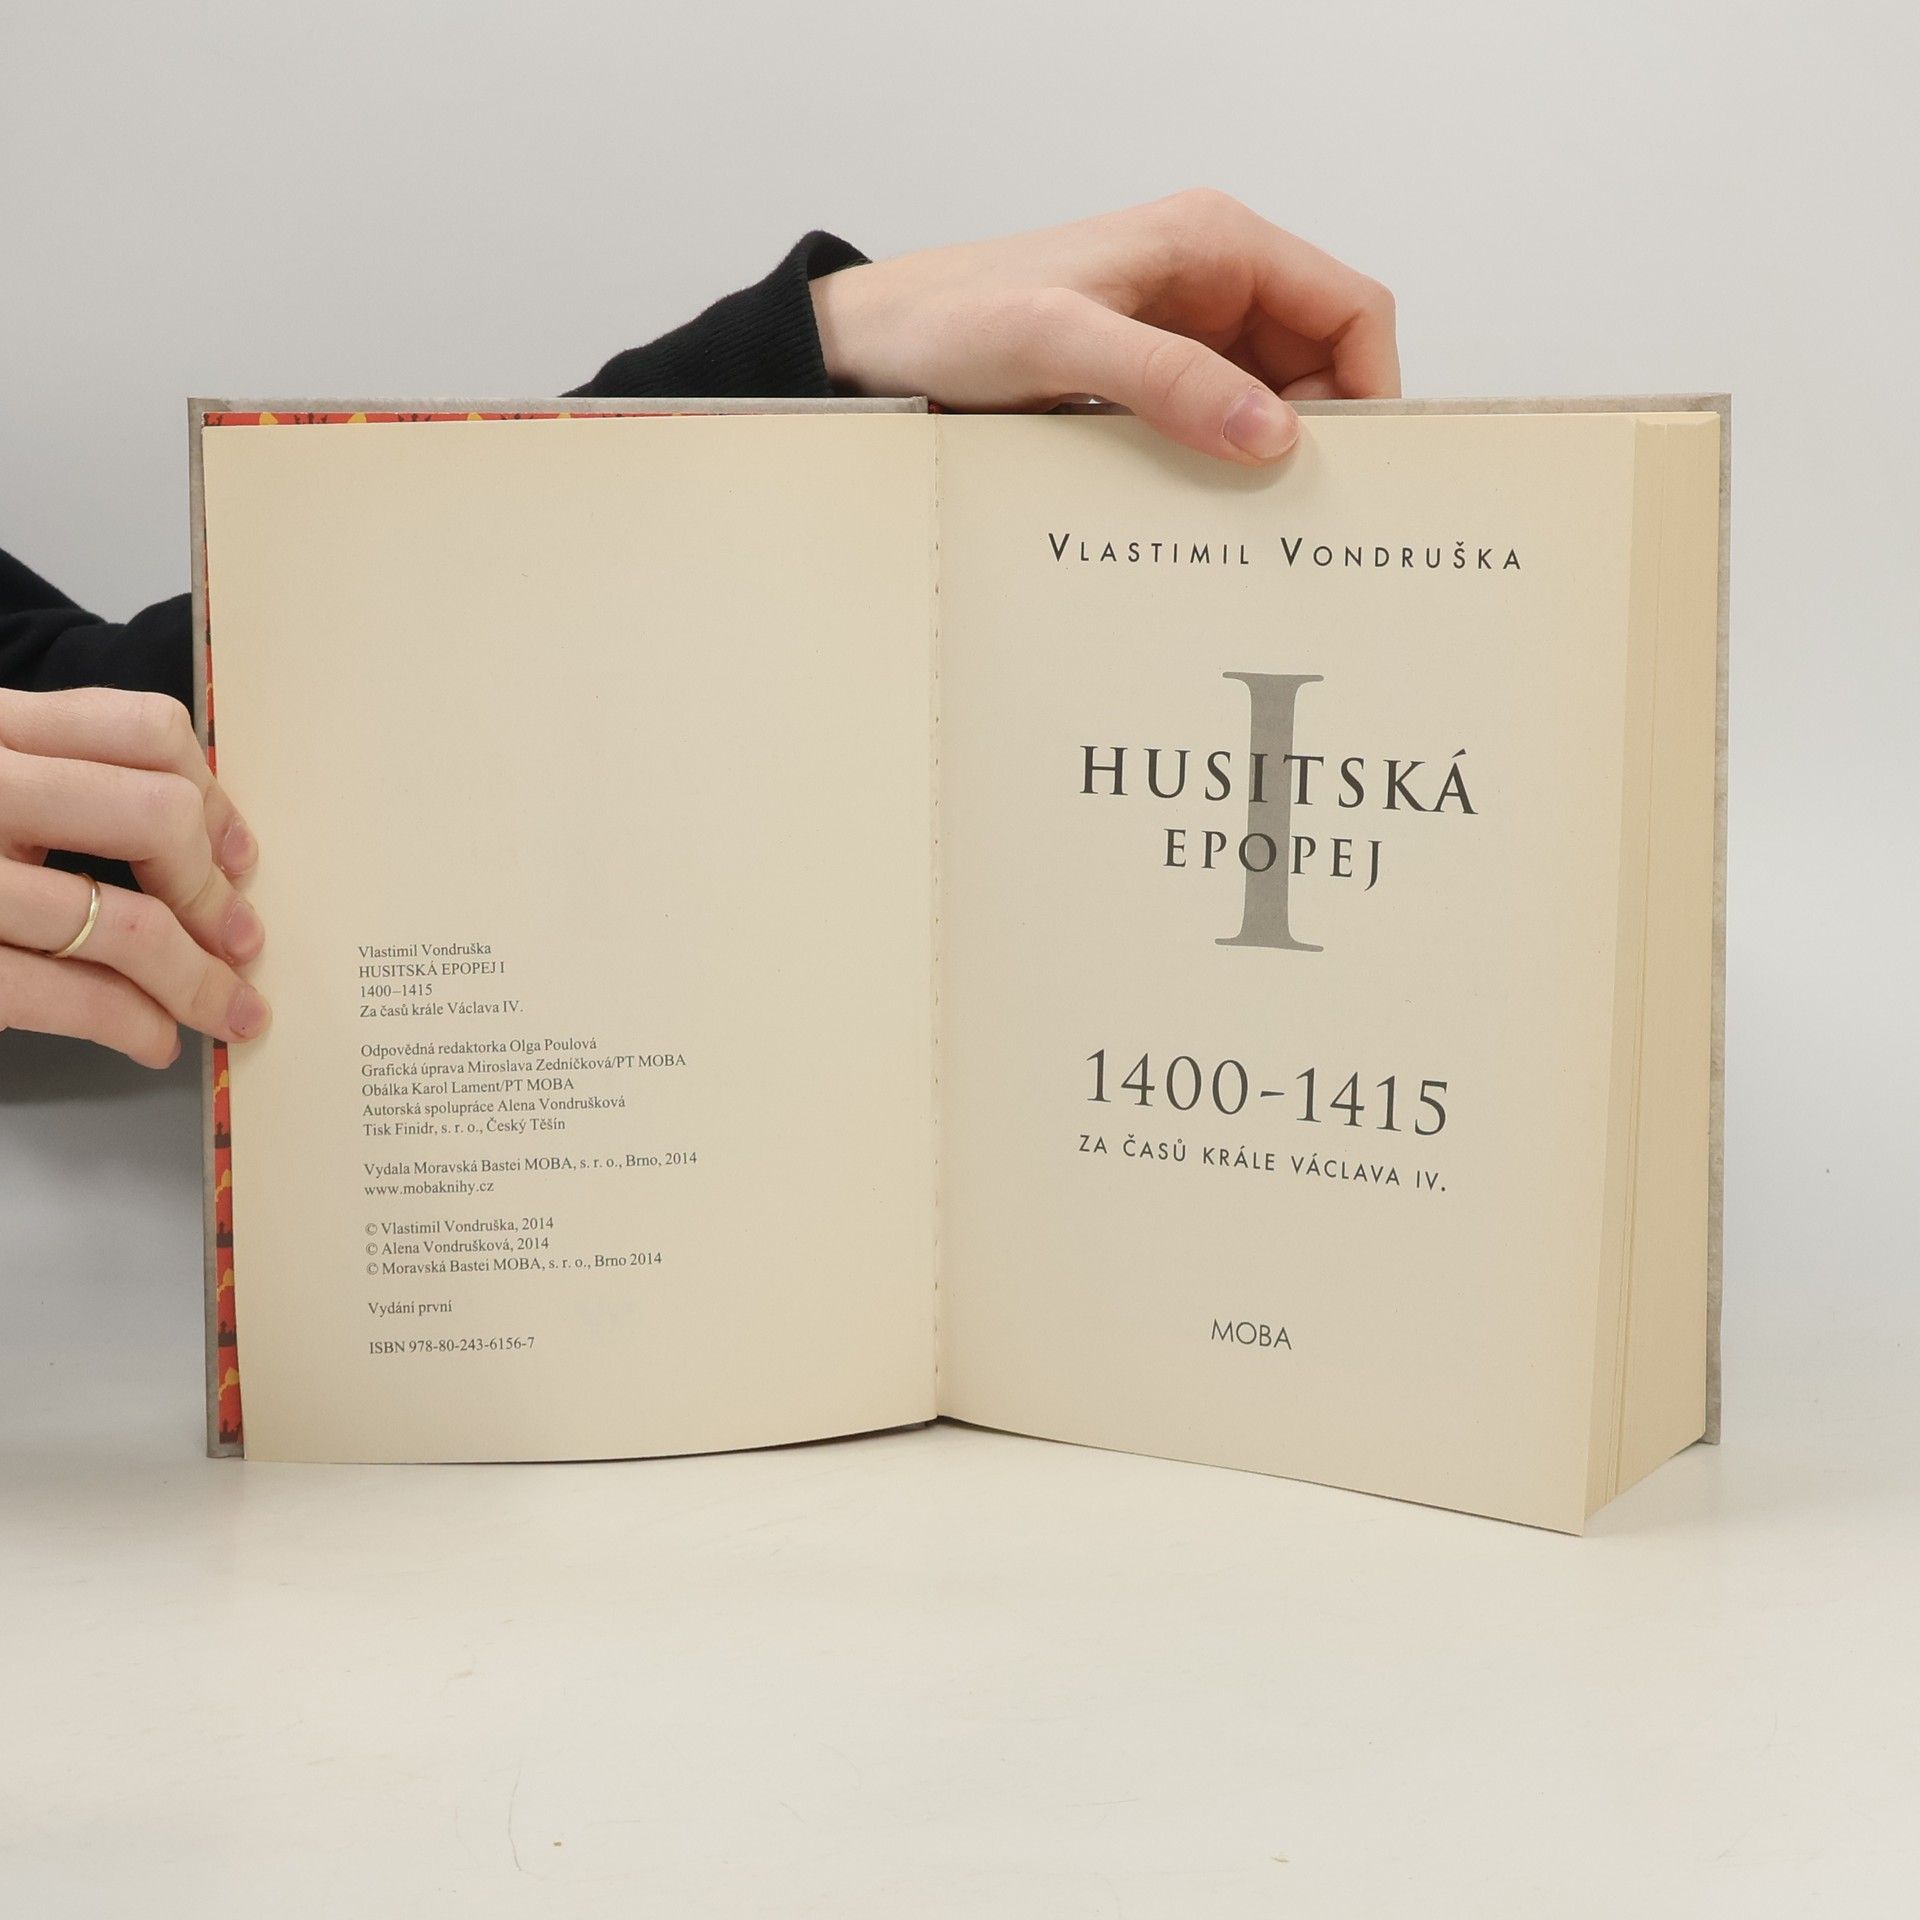 Vlastimil Vondruška
HUSITSKÁ EPOPEJ I
1400–1415
Za časů krále Václava IV.
Odpovědná redaktorka Olga Poulová
Grafická úprava Miroslava Zedníčková/PT MOBA
Obálka Karol Lament/PT MOBA
Autorská spolupráce Alena Vondrušková
Tisk Finidr, s. r. o., Český Těšín
Vydala Moravská Bastei MOBA, s. r. o., Brno, 2014
www.mobaknihy.cz
© Vlastimil Vondruška, 2014
© Alena Vondrušková, 2014
© Moravská Bastei MOBA, s. r. o., Brno 2014
Vydání první
ISBN 978-80-243-6156-7
VLASTIMIL VONDRUŠKA
I
HUSITSKÁ
EPOPEJ
1400-1415
ZA ČASŮ KRÁLE VÁCLAVA IV.
MOBA